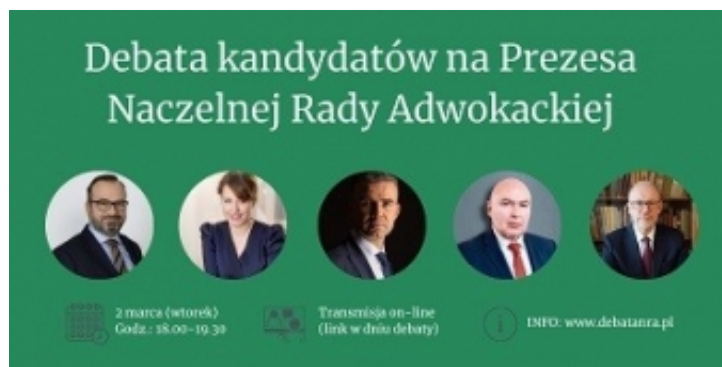 Debata kandydatów na Prezesa
Naczelnej Rady Adwokackiej
2 marca (wtorek)
Godz.: 18.00–19.30
Transmisja on-line
(link w dniu debaty)
INFO: www.debatanra.pl